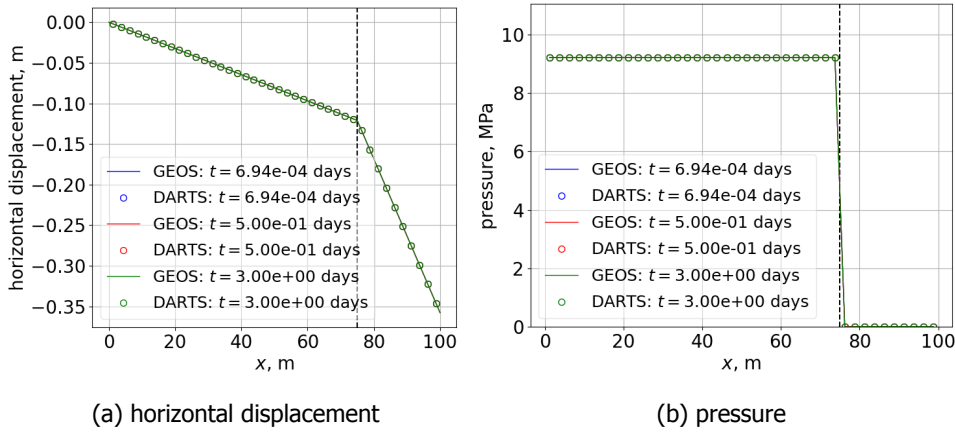 horizontal displacement, m
0.00
−0.05
−0.10
−0.15
−0.20
−0.25
−0.30
−0.35
GEOS: t = 6.94e-04 days
DARTS: t = 6.94e-04 days
GEOS: t = 5.00e-01 days
DARTS: t = 5.00e-01 days
GEOS: t = 3.00e+00 days
DARTS: t = 3.00e+00 days
0 20 40 60 80 100
x, m
(a) horizontal displacement
pressure, MPa
10
8
6
4
2
0
GEOS: t = 6.94e-04 days
DARTS: t = 6.94e-04 days
GEOS: t = 5.00e-01 days
DARTS: t = 5.00e-01 days
GEOS: t = 3.00e+00 days
DARTS: t = 3.00e+00 days
0 20 40 60 80 100
x, m
(b) pressure